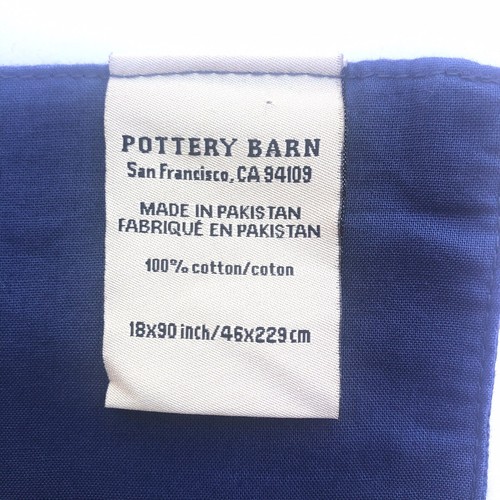 POTTERY BARN
San Francisco, CA 94109
MADE IN PAKISTAN
FABRIQUÉ EN PAKISTAN
100% cotton/coton
18x90 inch/46x229 cm